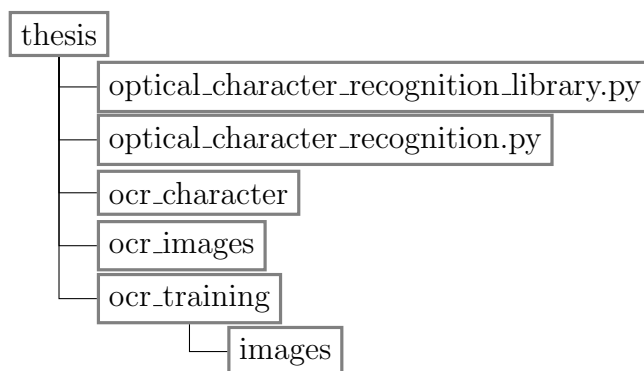 thesis
optical_character_recognition_library.py
optical_character_recognition.py
ocr_character
ocr_images
ocr_training
images